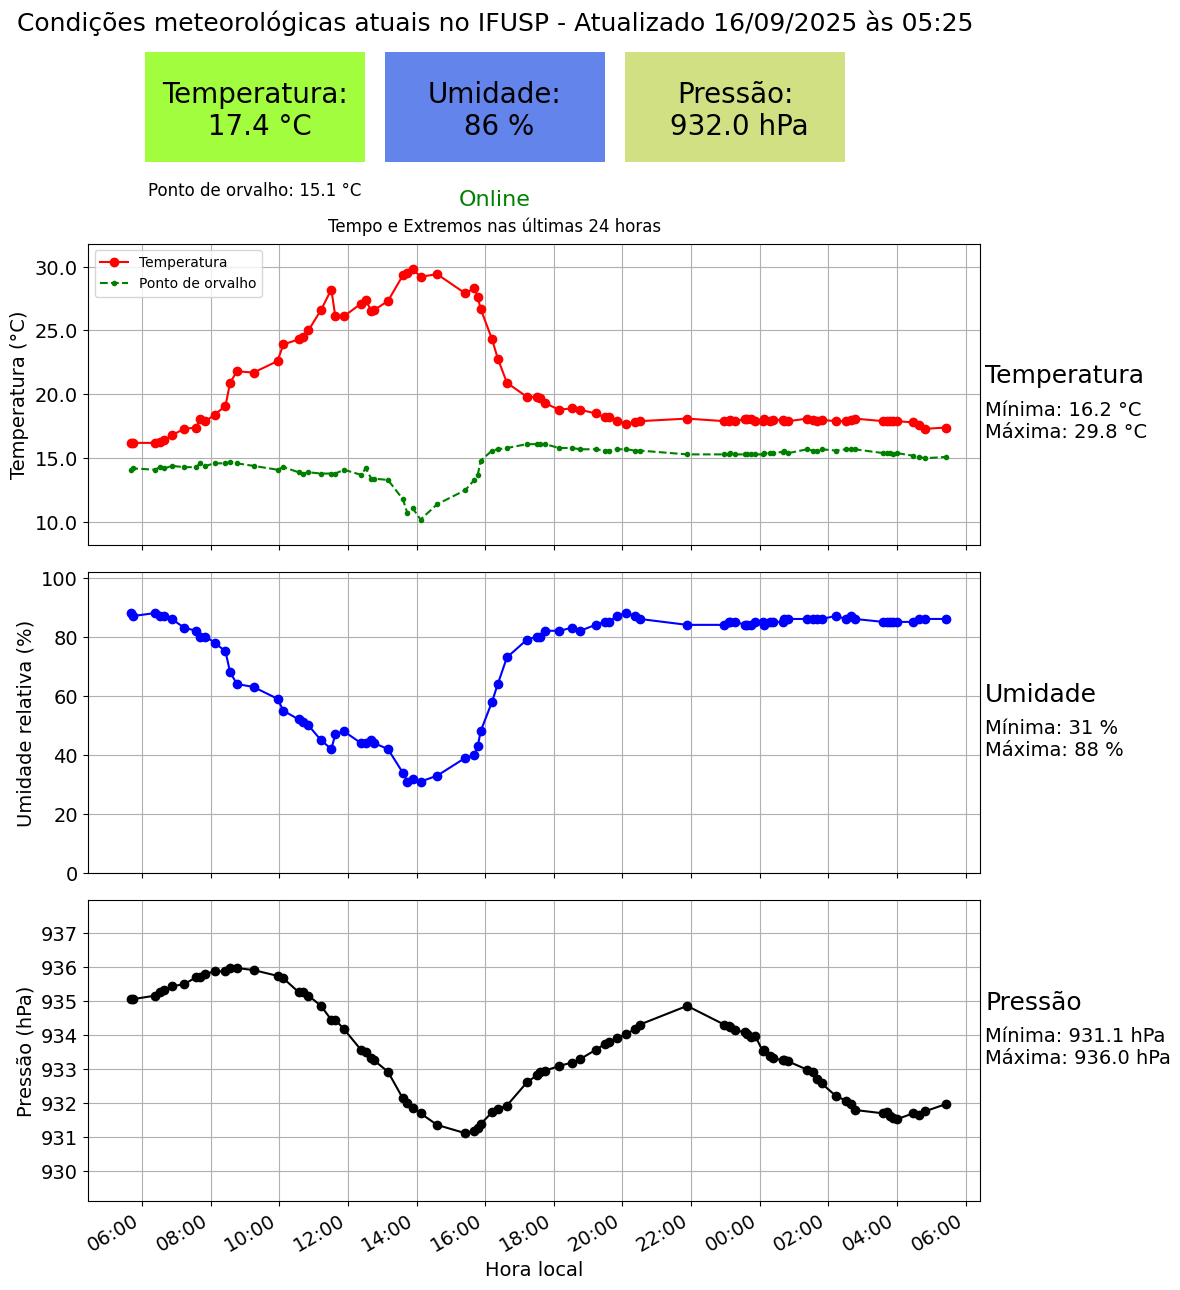 Condições meteorológicas atuais no IFUSP - Atualizado 16/09/2025 às 05:25
Temperatura:
17.4 °C
Umidade:
86 %
Pressão:
932.0 hPa
Ponto de orvalho: 15.1 °C
Online
Tempo e Extremos nas últimas 24 horas
Temperatura
Ponto de orvalho
Temperatura (°C)
30.0
25.0
20.0
15.0
10.0
Temperatura
Mínima: 16.2 °C
Máxima: 29.8 °C
Umidade relativa (%)
100
80
60
40
20
0
Umidade
Mínima: 31 %
Máxima: 88 %
Pressão (hPa)
937
936
935
934
933
932
931
930
Pressão
Mínima: 931.1 hPa
Máxima: 936.0 hPa
06:00 08:00 10:00 12:00 14:00 16:00 18:00 20:00 22:00 00:00 02:00 04:00 06:00
Hora local